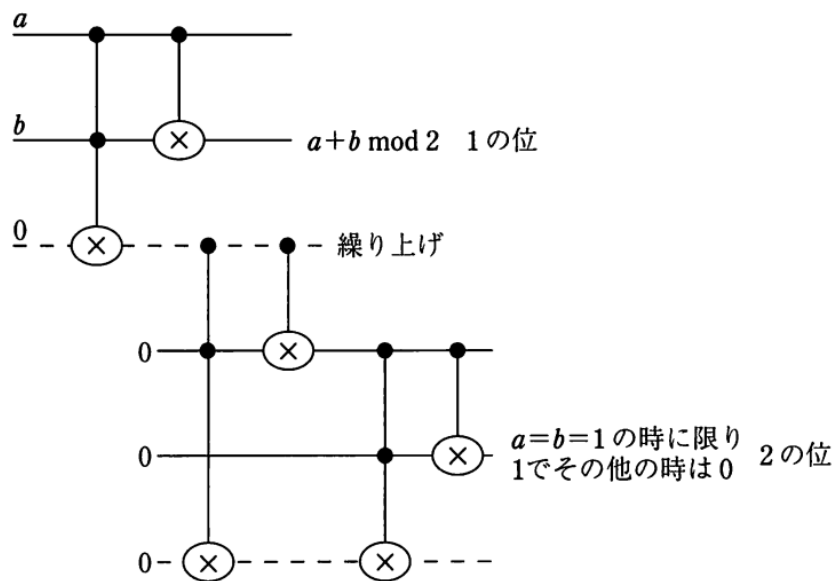 a
b
a+b mod 2 1の位
0
繰り上げ
0
0
a=b=1の時に限り
1でその他の時は0
2の位
0